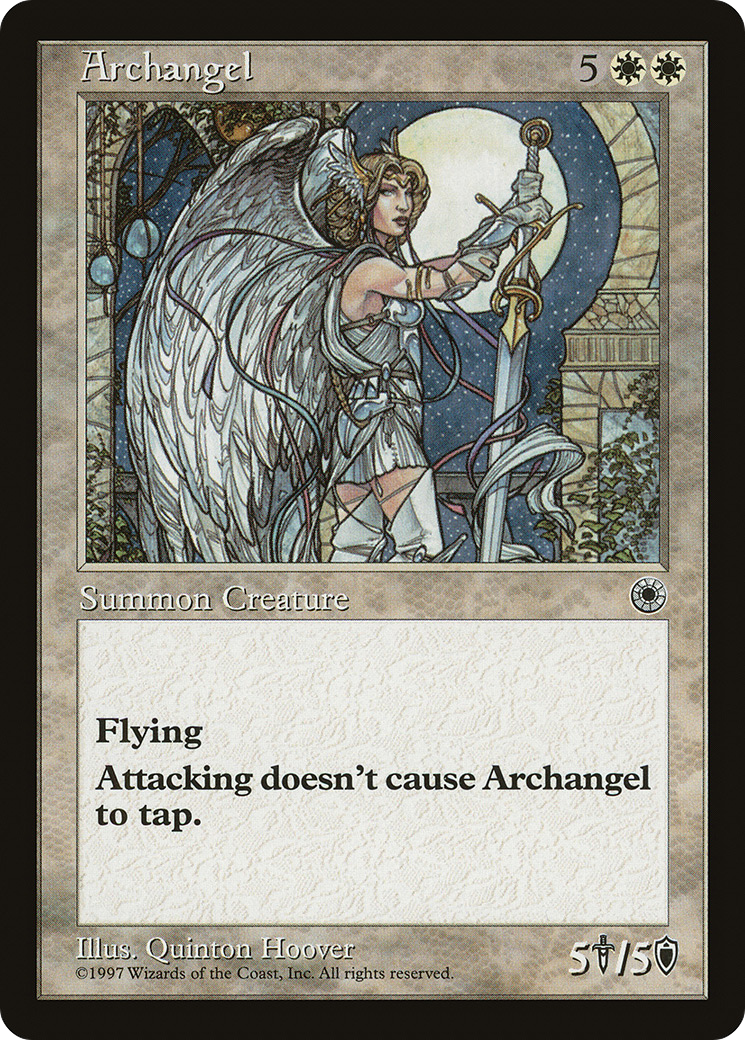 Archangel 5
Summon Creature
Flying
Attacking doesn't cause Archangel
to tap.
Illus. Quinton Hoover
©1997 Wizards of the Coast, Inc. All rights reserved.
5/5